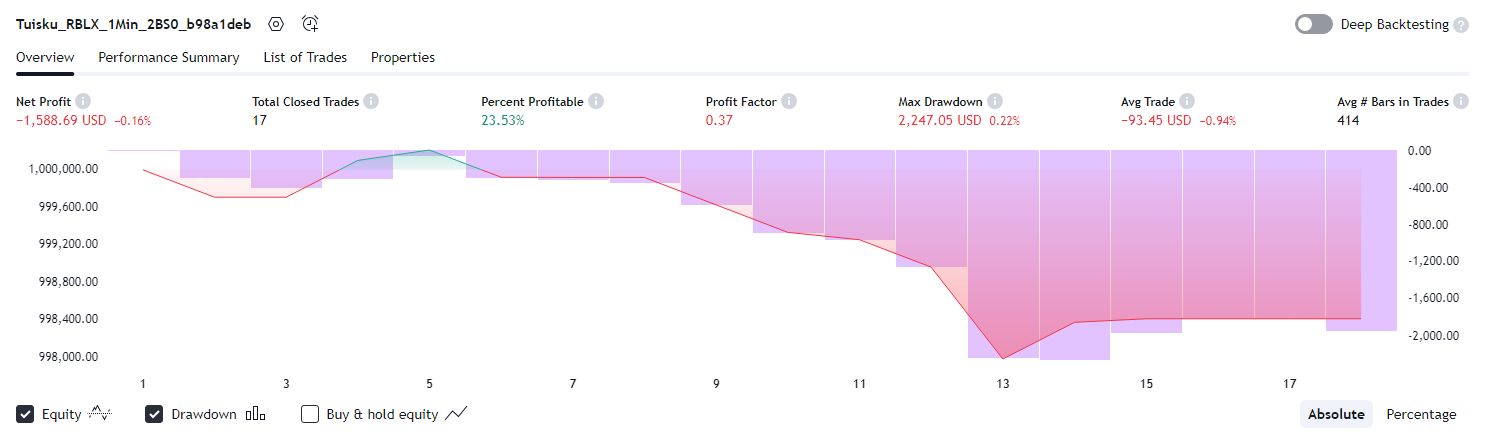 Tuisku_RBLX_1Min_2BS0_b98a1deb
Deep Backtesting ?
Overview Performance Summary List of Trades Properties
Net Profit i Total Closed Trades i Percent Profitable i Profit Factor i Max Drawdown i Avg Trade i Avg # Bars in Trades i
−1,588.69 USD −0.16% 17 23.53% 0.37 2,247.05 USD 0.22% −93.45 USD −0.94% 414
1,000,000.00
999,600.00
999,200.00
998,800.00
998,400.00
998,000.00
0.00
-400.00
-800.00
-1,200.00
-1,600.00
-2,000.00
1 3 5 7 9 11 13 15 17
Equity Drawdown Buy & hold equity Absolute Percentage